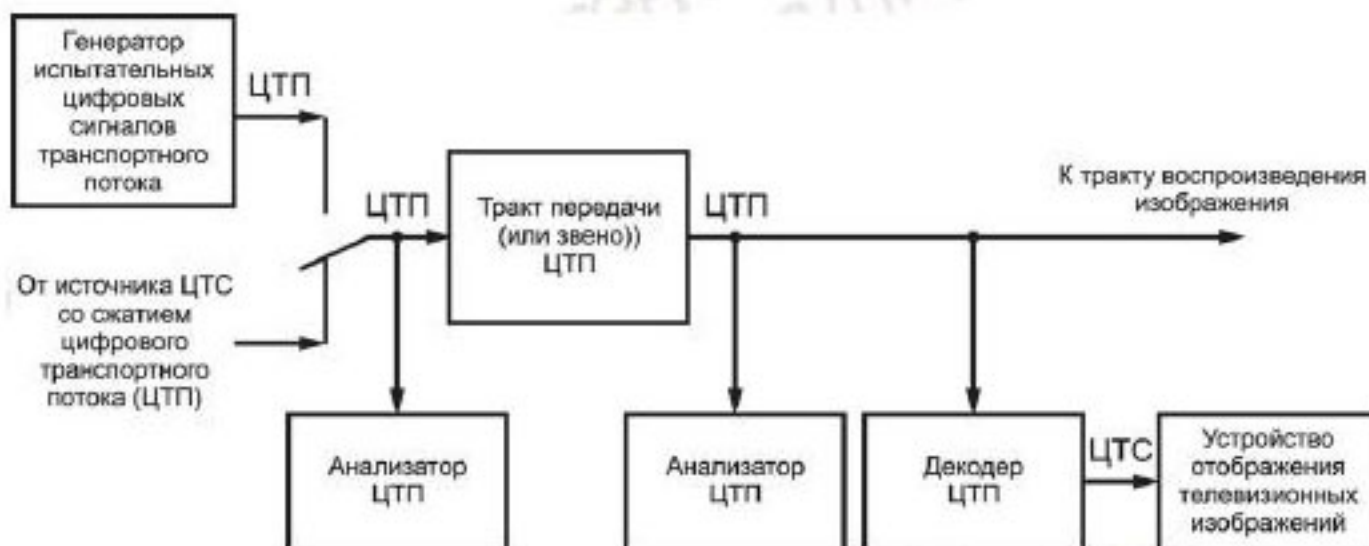 Генератор
испытательных
цифровых
сигналов
транспортного
потока
ЦТП
От источника ЦТС
со сжатием
цифрового
транспортного
потока (ЦТП)
ЦТП
Тракт передачи
(или звено))
ЦТП
ЦТП
К тракту воспроизведения
изображения
Анализатор
ЦТП
Анализатор
ЦТП
Декодер
ЦТП
ЦТС
Устройство
отображения
телевизионных
изображений